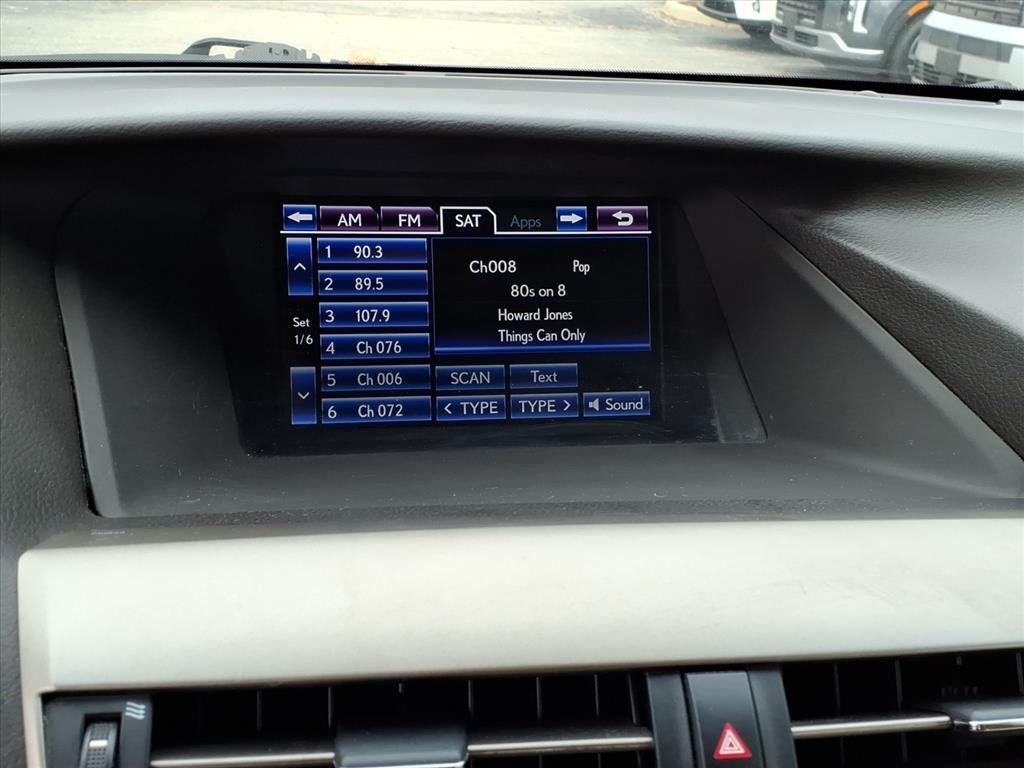 AM FM SAT Apps
1 90.3
2 89.5
3 107.9
4 Ch 076
5 Ch 006
6 Ch 072
Set
1/6
Ch008 Pop
80s on 8
Howard Jones
Things Can Only
SCAN Text
< TYPE TYPE > Sound